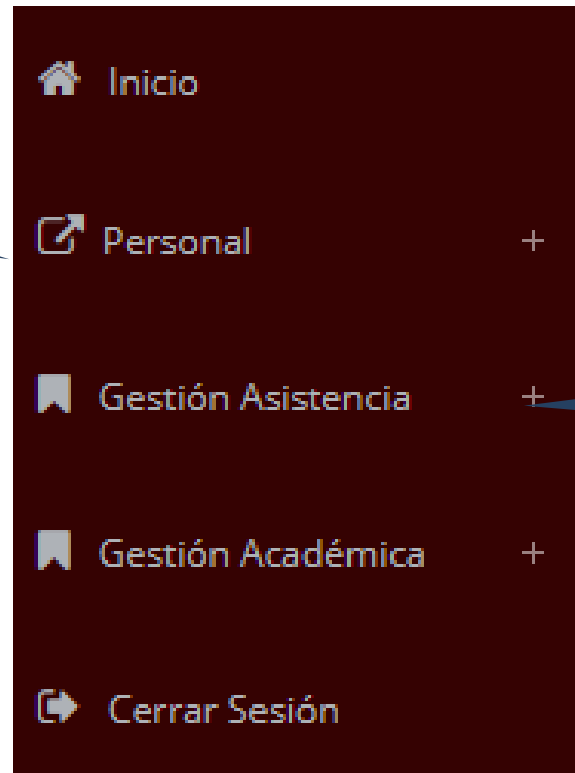 Inicio
Personal +
Gestión Asistencia +
Gestión Académica +
Cerrar Sesión